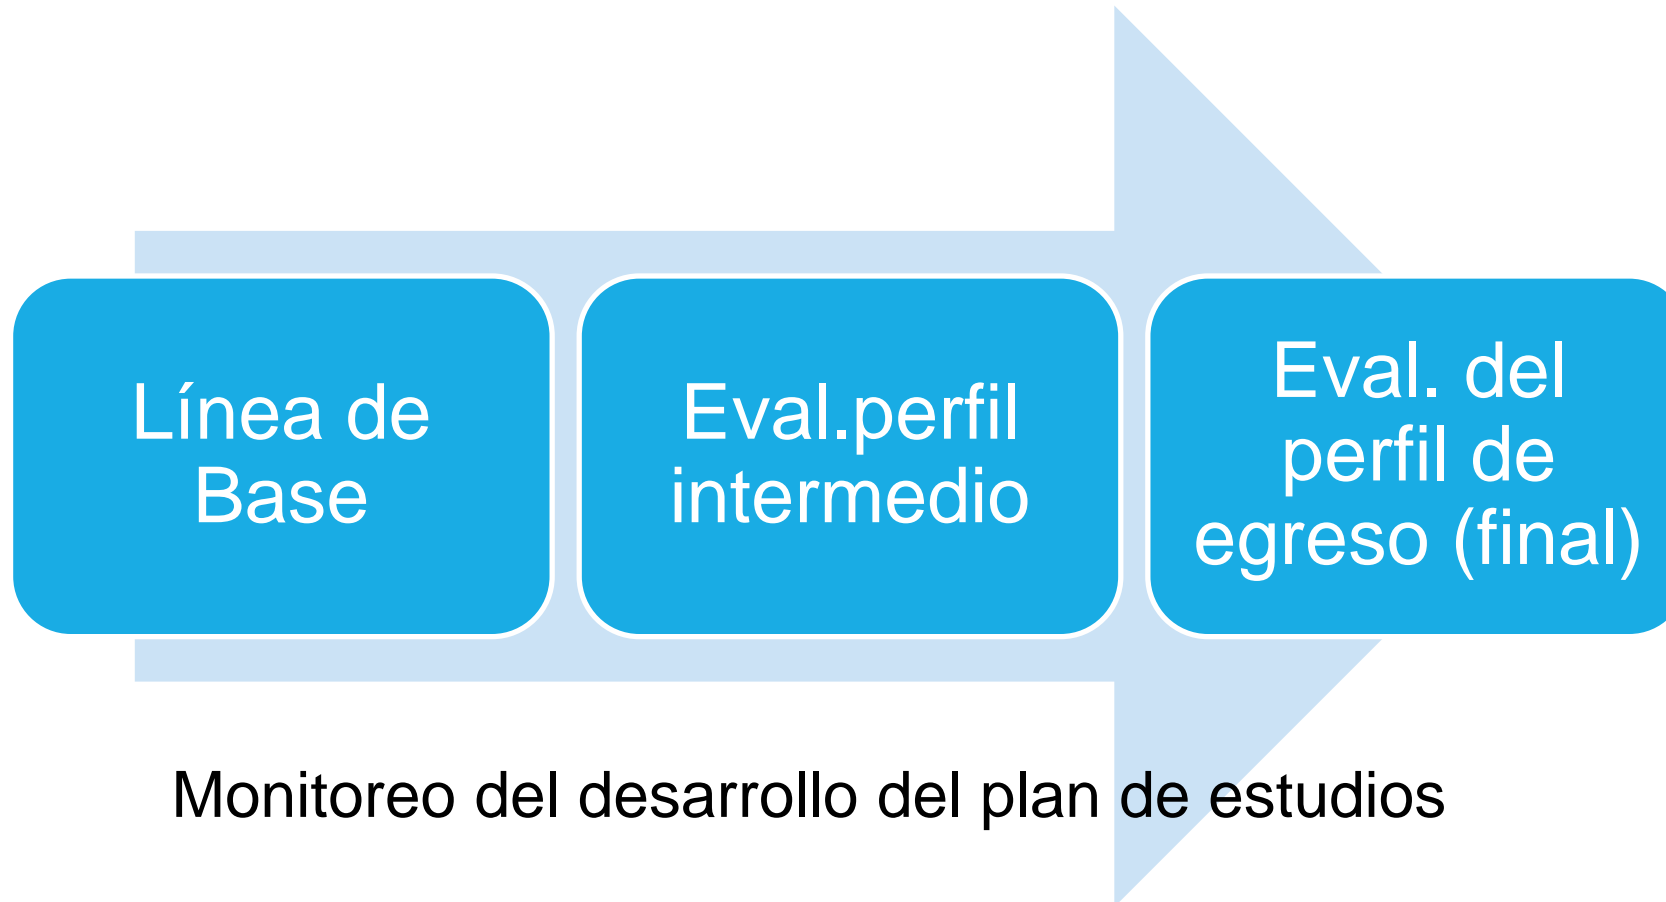 Línea de
Base
Eval.perfil
intermedio
Eval. del
perfil de
egreso (final)
Monitoreo del desarrollo del plan de estudios